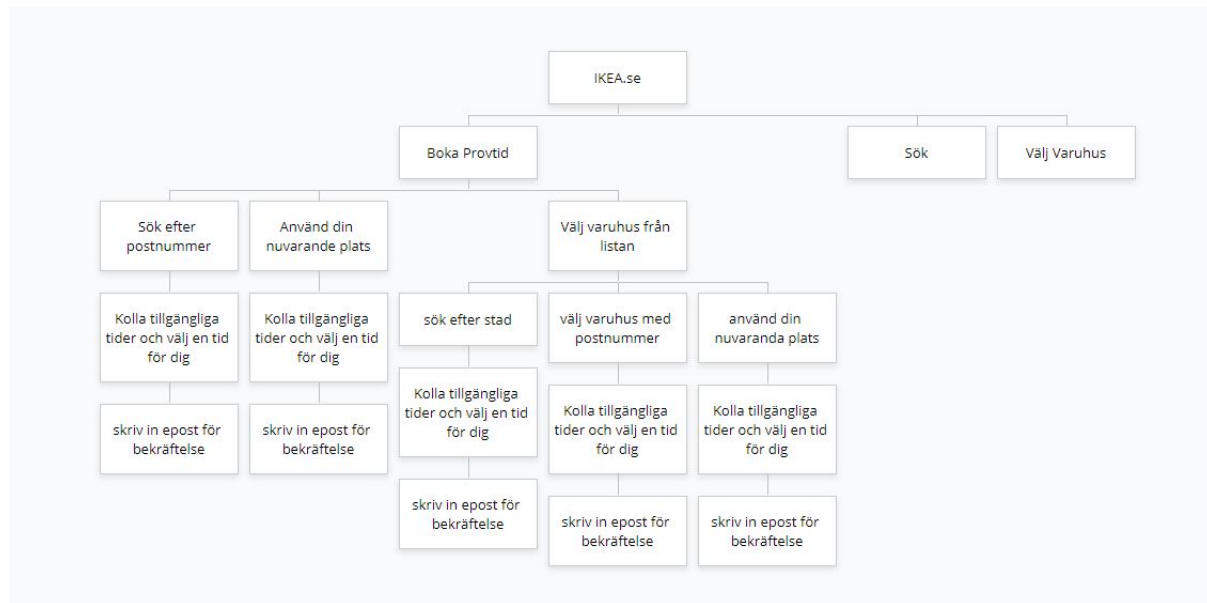 IKEA.se
Boka Provtid
Sök
Välj Varuhus
Sök efter
postnummer
Använd din
nuvarande plats
Välj varuhus från
listan
Kolla tillgängliga
tider och välj en tid
för dig
Kolla tillgängliga
tider och välj en tid
för dig
sök efter stad
välj varuhus med
postnummer
använd din
nuvaranda plats
skriv in epost för
bekräftelse
skriv in epost för
bekräftelse
Kolla tillgängliga
tider och välj en tid
för dig
Kolla tillgängliga
tider och välj en tid
för dig
Kolla tillgängliga
tider och välj en tid
för dig
skriv in epost för
bekräftelse
skriv in epost för
bekräftelse
skriv in epost för
bekräftelse